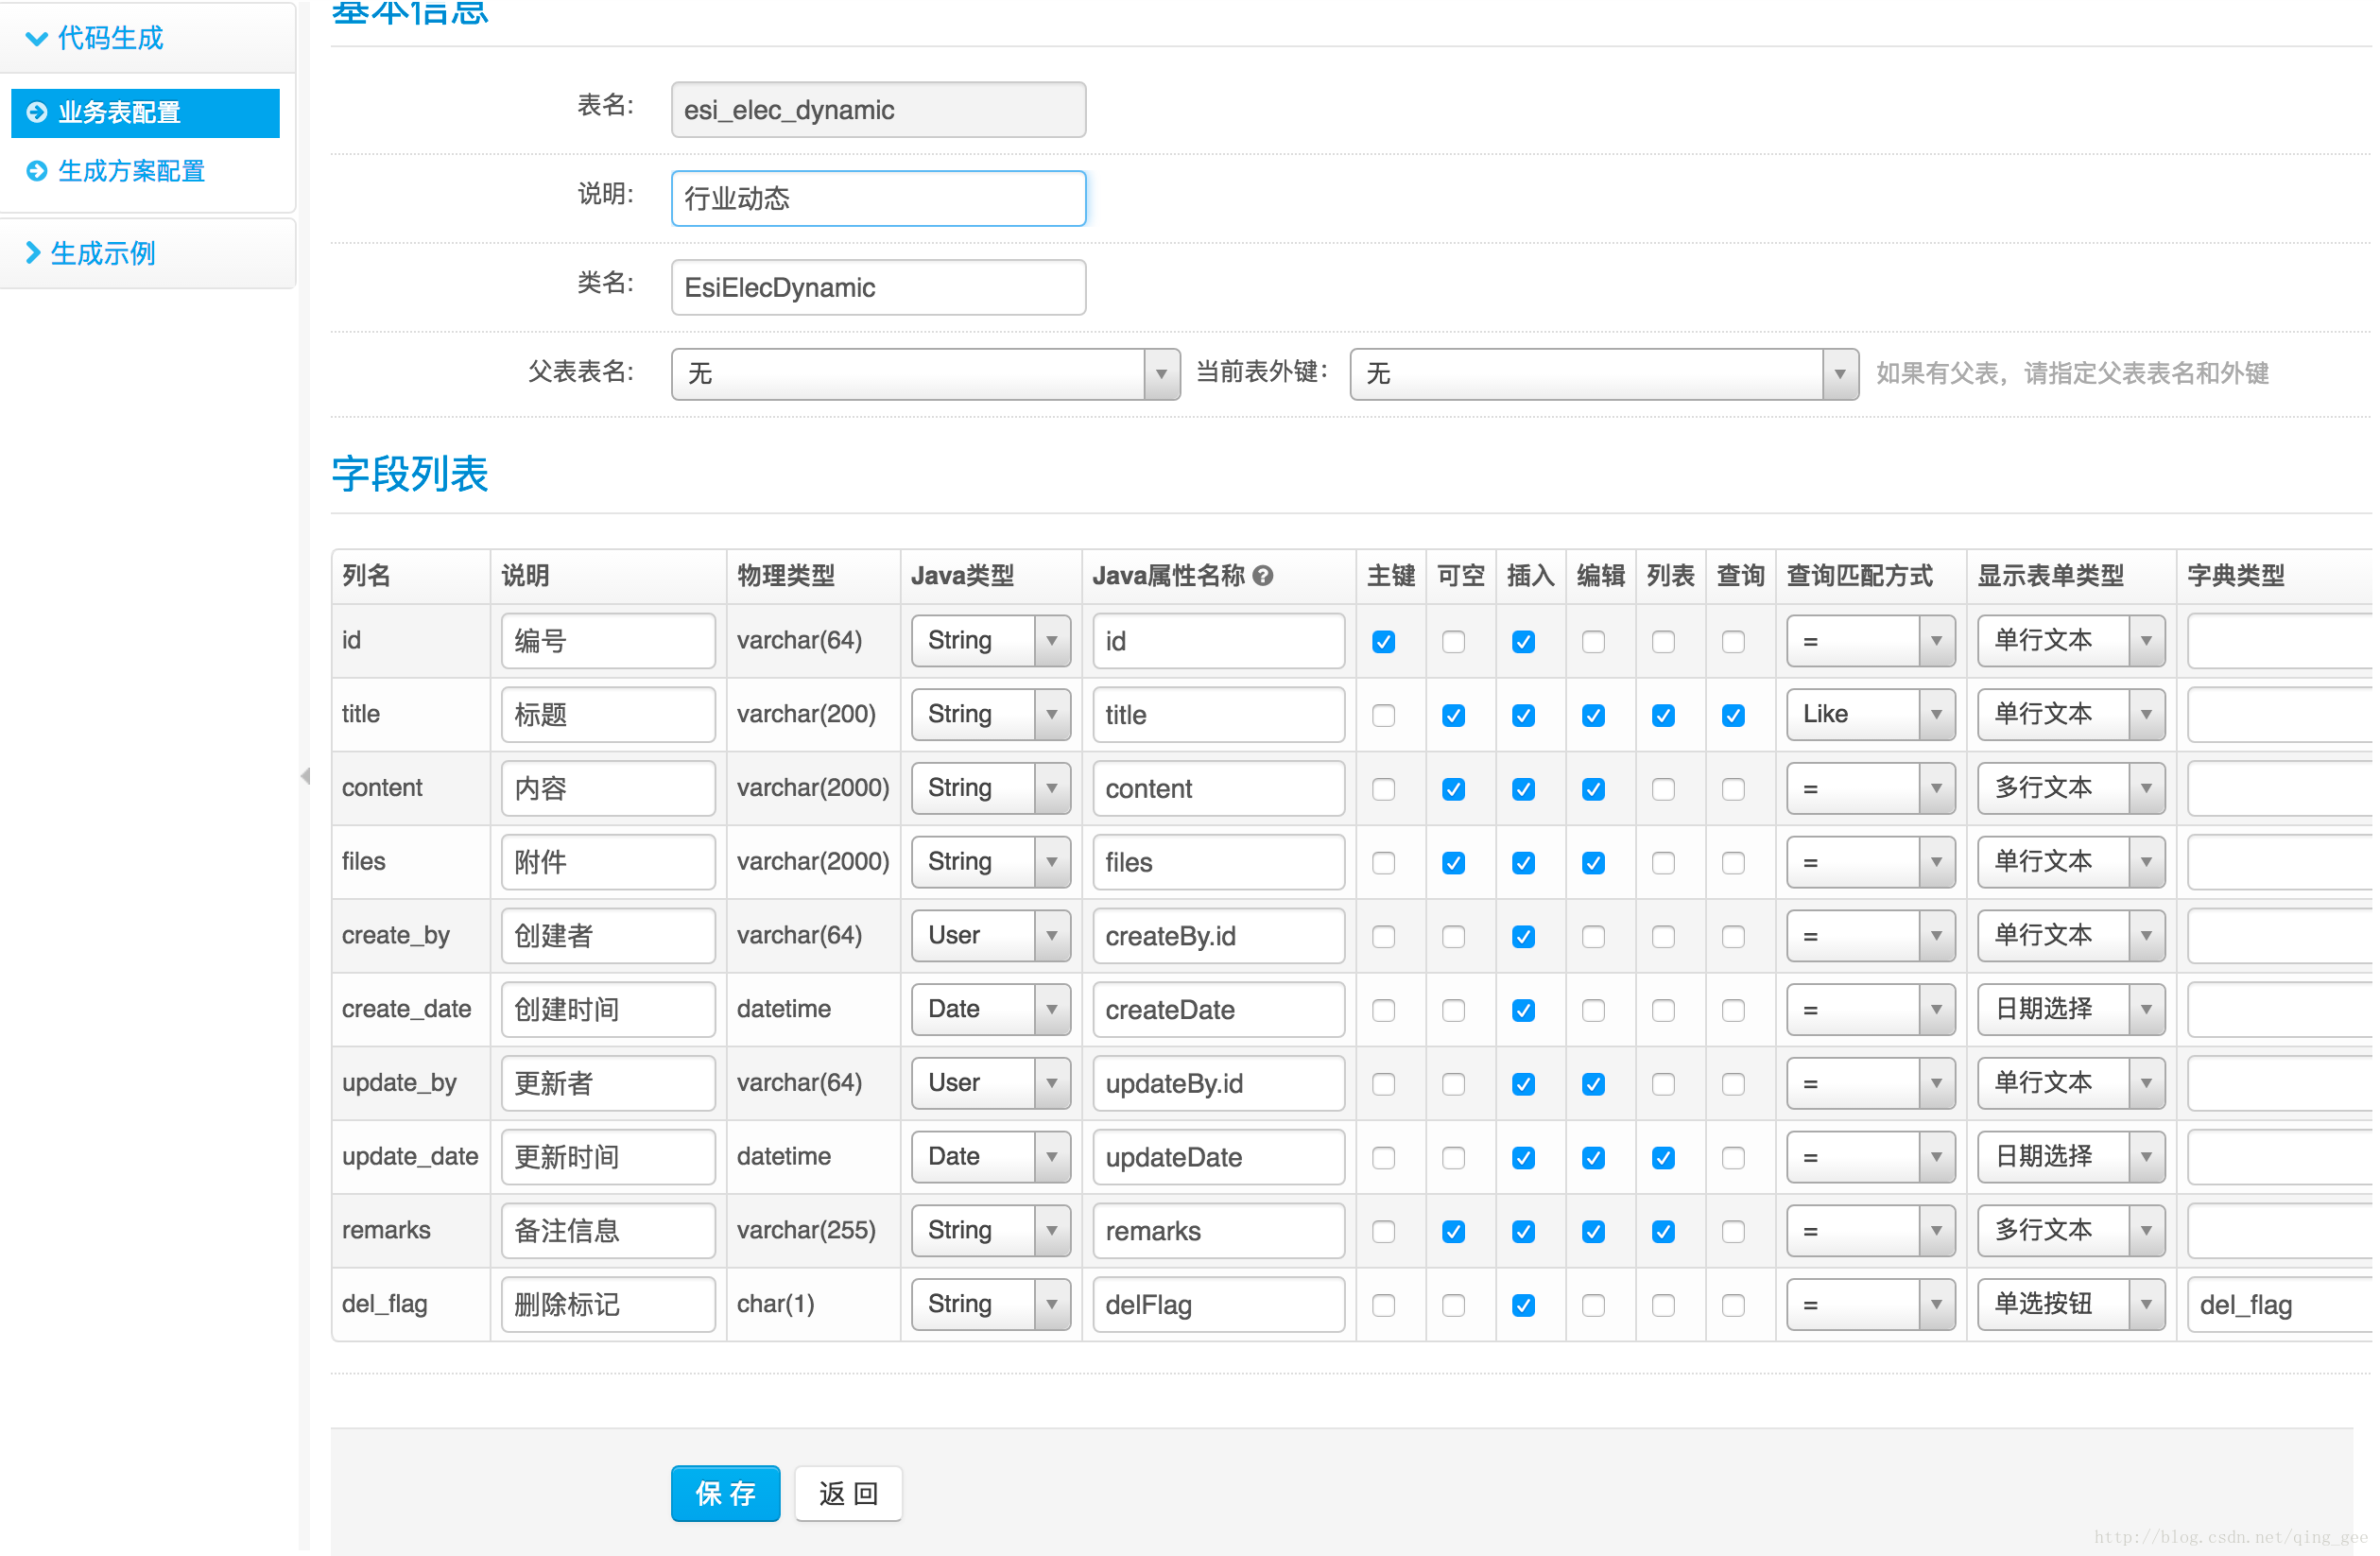 代码生成
业务表配置
生成方案配置
生成示例
基本信息
表名: esi_elec_dynamic
说明: 行业动态
类名: EsiElecDynamic
父表表名: 无 当前表外键： 无 如果有父表，请指定父表表名和外键
字段列表
列名 说明 物理类型 Java类型 Java属性名称 主键 可空 插入 编辑 列表 查询 查询匹配方式 显示表单类型 字典类型
id 编号 varchar(64) String id = 单行文本
title 标题 varchar(200) String title Like 单行文本
content 内容 varchar(2000) String content = 多行文本
files 附件 varchar(2000) String files = 单行文本
create_by 创建者 varchar(64) User createBy.id = 单行文本
create_date 创建时间 datetime Date createDate = 日期选择
update_by 更新者 varchar(64) User updateBy.id = 单行文本
update_date 更新时间 datetime Date updateDate = 日期选择
remarks 备注信息 varchar(255) String remarks = 多行文本
del_flag 删除标记 char(1) String delFlag = 单选按钮 del_flag
保 存 返 回
http://blog.csdn.net/qing_gee